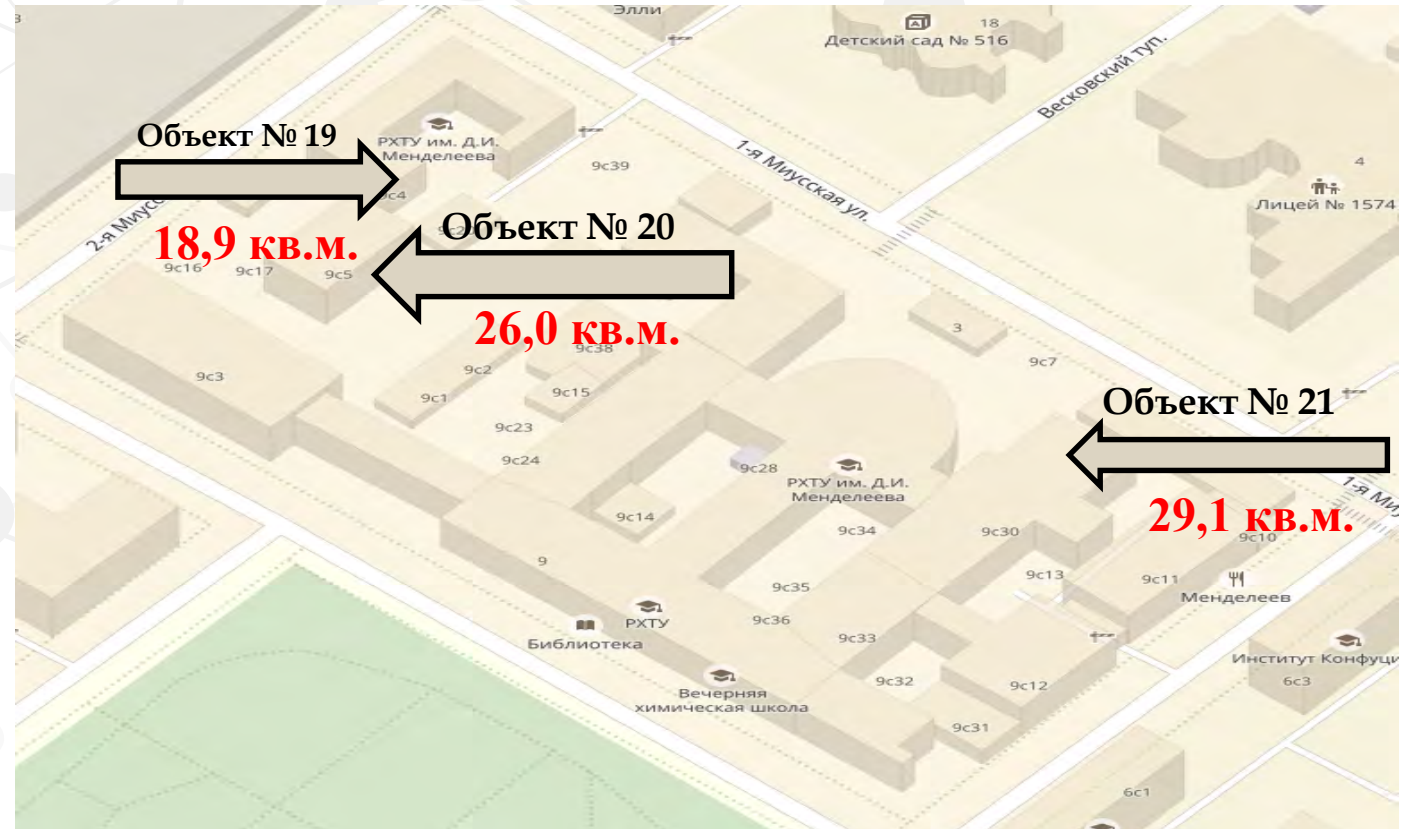 Элли
18
Детский сад № 516
Весковский туп.
4
Лицей № 1574
Объект № 19
РХТУ им. Д.И.
Менделеева
9с39
1-я Миусская ул.
9с4
2-я Миусс
18,9 кв.м.
Объект № 20
9с16
9с17
9с5
26,0 кв.м.
9с38
3
9с7
9с3
9с2
9с1
9с15
9с23
9с24
Объект № 21
9с28
РХТУ им. Д.И.
Менделеева
9с14
9с34
9с30
29,1 кв.м.
1-я Миу
9с10
9
9с35
9с13
9с11
Менделеев
РХТУ
Библиотека
9с36
9с33
Институт Конфуци
6с3
Вечерняя
химическая школа
9с32
9с12
9с31
6с1